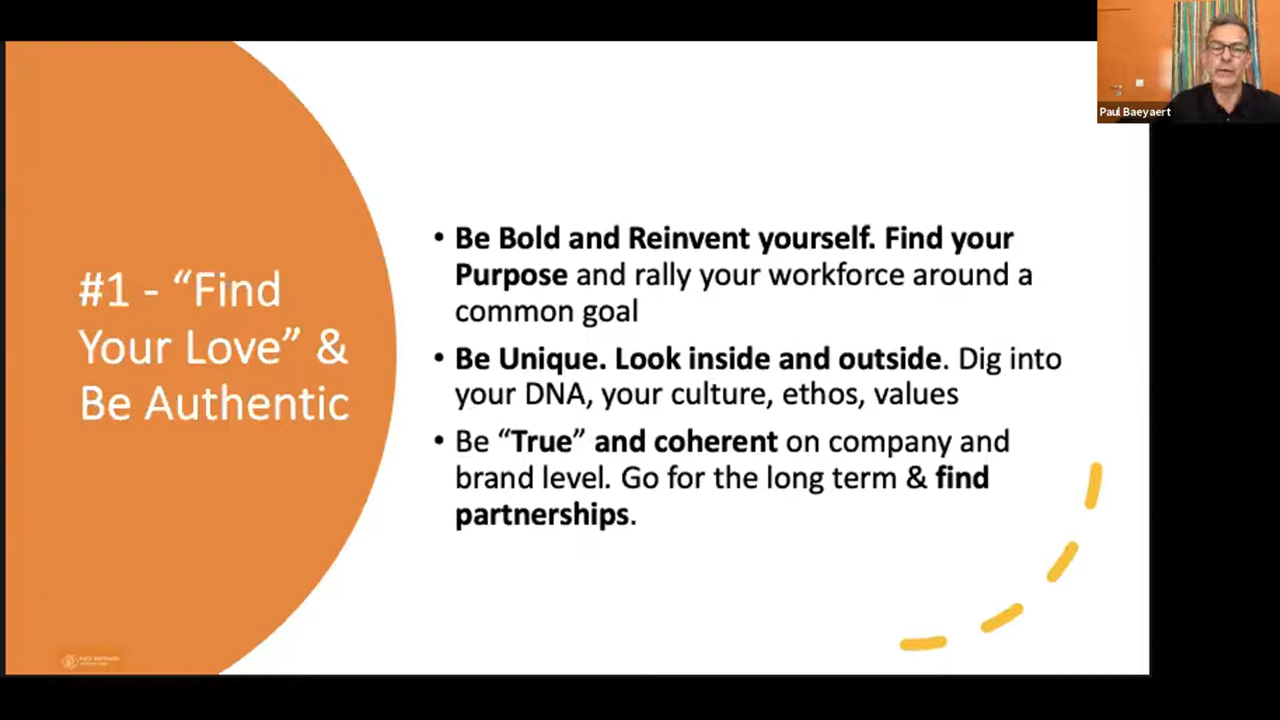 Paul Baeyaert
#1 - “Find
Your Love” &
Be Authentic
• Be Bold and Reinvent yourself. Find your
Purpose and rally your workforce around a
common goal
• Be Unique. Look inside and outside. Dig into
your DNA, your culture, ethos, values
• Be “True” and coherent on company and
brand level. Go for the long term & find
partnerships.